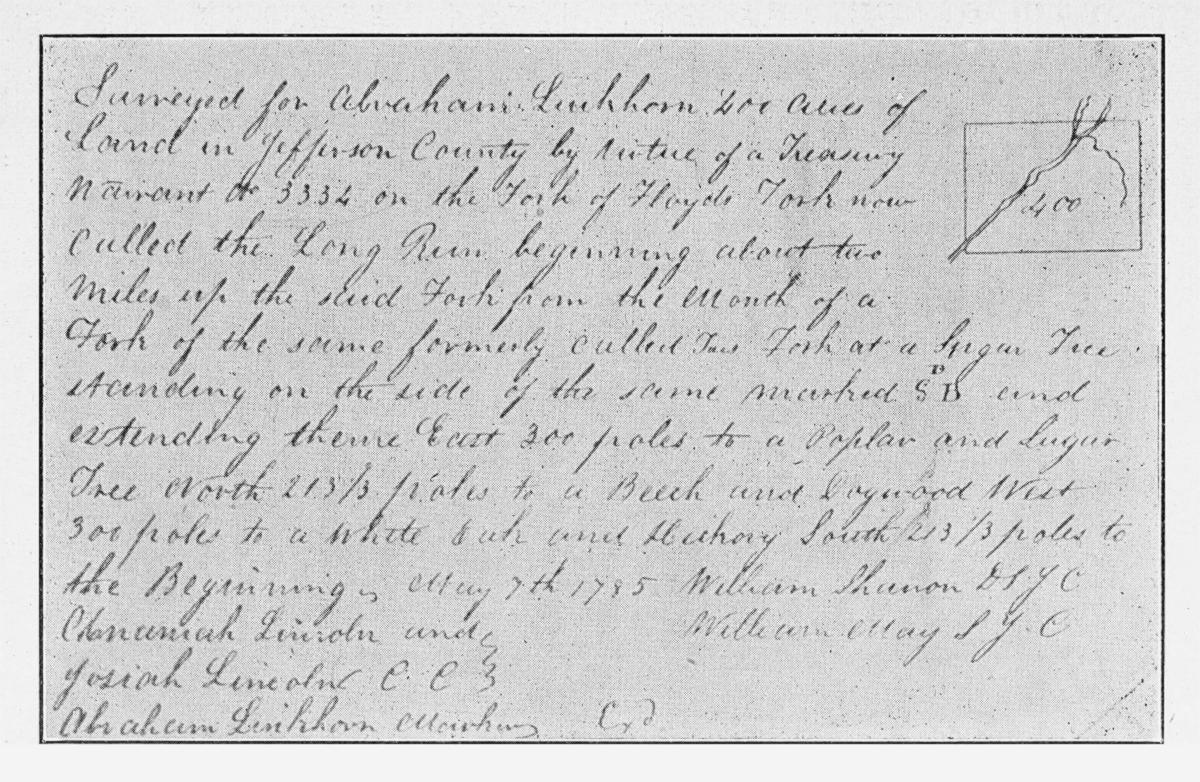 Surveyed for Abraham Linkhorn 400 acres of
Land in Jefferson County by Virtue of a Treasury
Warrant No 3334 on the Fork of Floyds Fork now
called the Long Run beginning about two
Miles up the said Fork from the Mouth of a
Fork of the same formerly called Tices Fork at a Sugar Tree
standing on the side of the same marked S D B and
extending thence East 300 poles to a Poplar and Sugar
Tree North 213 1/3 poles to a Beech and Dogwood West
300 poles to a White Oak and Hickory South 213 1/3 poles to
the Beginning May 7th 1785 William Shanon D S J C
Ananiah Lincoln and William May S J C
Josiah Lincoln C C
Abraham Linkhorn Marker
400